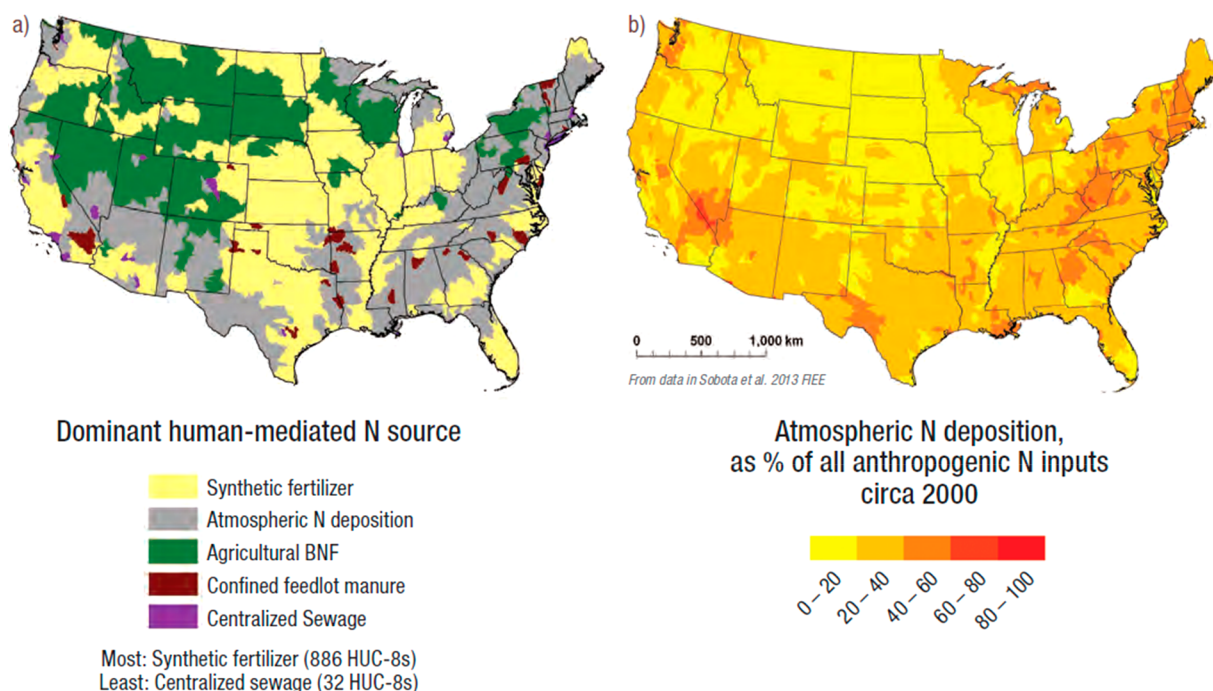 a)
b)
0 500 1,000 km
From data in Sobota et al. 2013 FIEE
Dominant human-mediated N source
Synthetic fertilizer
Atmospheric N deposition
Agricultural BNF
Confined feedlot manure
Centralized Sewage
Most: Synthetic fertilizer (886 HUC-8s)
Least: Centralized sewage (32 HUC-8s)
Atmospheric N deposition,
as % of all anthropogenic N inputs
circa 2000
0 – 20
20 – 40
40 – 60
60 – 80
80 – 100